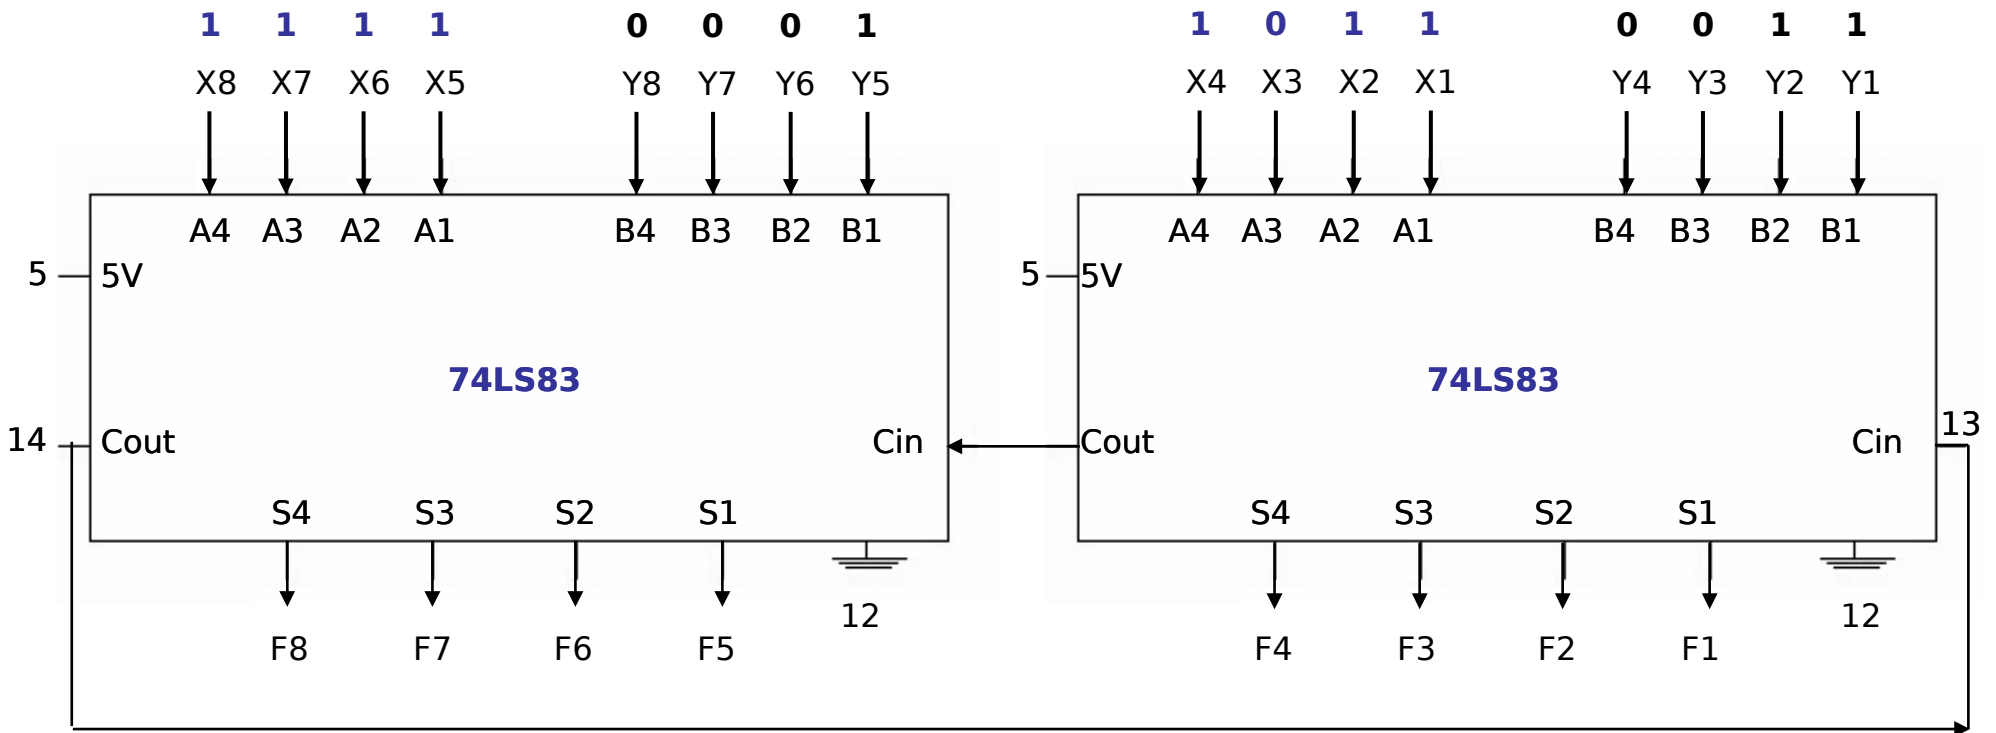 1 1 1 1 0 0 0 1 1 0 1 1 0 0 1 1
X8 X7 X6 X5 Y8 Y7 Y6 Y5 X4 X3 X2 X1 Y4 Y3 Y2 Y1
A4 A3 A2 A1 B4 B3 B2 B1 A4 A3 A2 A1 B4 B3 B2 B1
5 5V 5 5V
74LS83 74LS83
14 Cout Cin Cout Cin 13
S4 S3 S2 S1 S4 S3 S2 S1
12 12
F8 F7 F6 F5 F4 F3 F2 F1